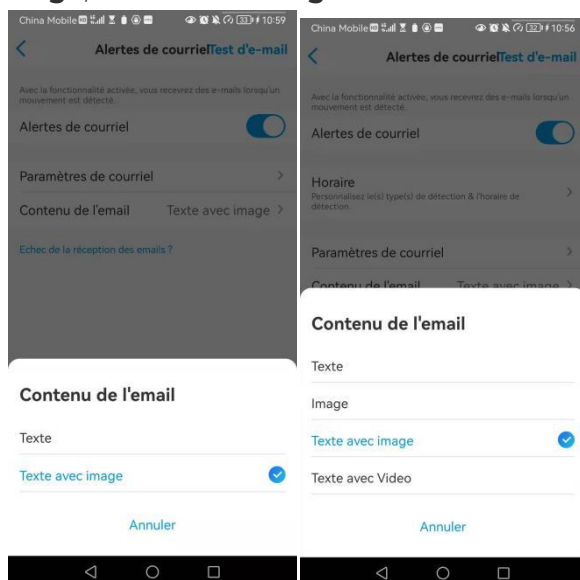 China Mobile 10:59
Alertes de courriel Test d'e-mail
Avec la fonctionnalité activée, vous recevrez des e-mails lorsqu'un
mouvement est détecté.
Alertes de courriel
Paramètres de courriel
Contenu de l'email Texte avec image
Echec de la réception des emails ?
Contenu de l'email
Texte
Texte avec image
Annuler
China Mobile 10:56
Alertes de courriel Test d'e-mail
Avec la fonctionnalité activée, vous recevrez des e-mails lorsqu'un
mouvement est détecté.
Alertes de courriel
Horaire
Personnalisez le(s) type(s) de détection & l'horaire de
détection.
Paramètres de courriel
Contenu de l'email Texte avec image
Contenu de l'email
Texte
Image
Texte avec image
Texte avec Video
Annuler